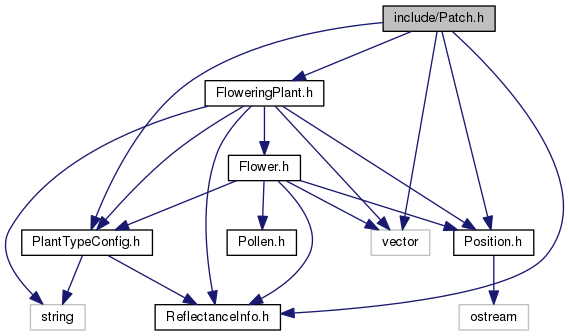 include/Patch.h
FloweringPlant.h
Flower.h
PlantTypeConfig.h
Pollen.h
vector
Position.h
string
ReflectanceInfo.h
ostream